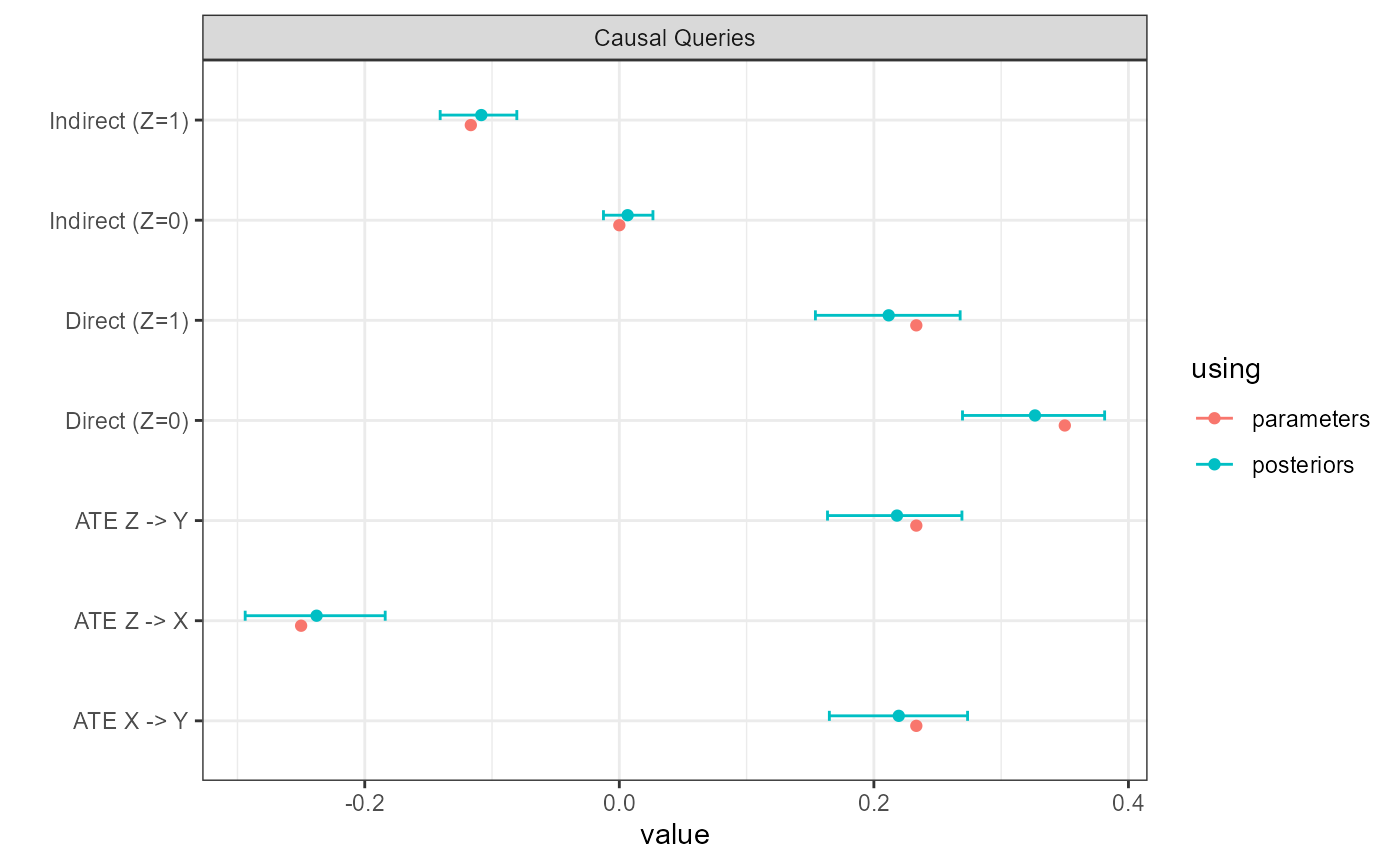 Causal Queries
Indirect (Z=1)
Indirect (Z=0)
Direct (Z=1)
Direct (Z=0)
ATE Z -> Y
ATE Z -> X
ATE X -> Y
-0.2 0.0 0.2 0.4
value
using
parameters
posteriors